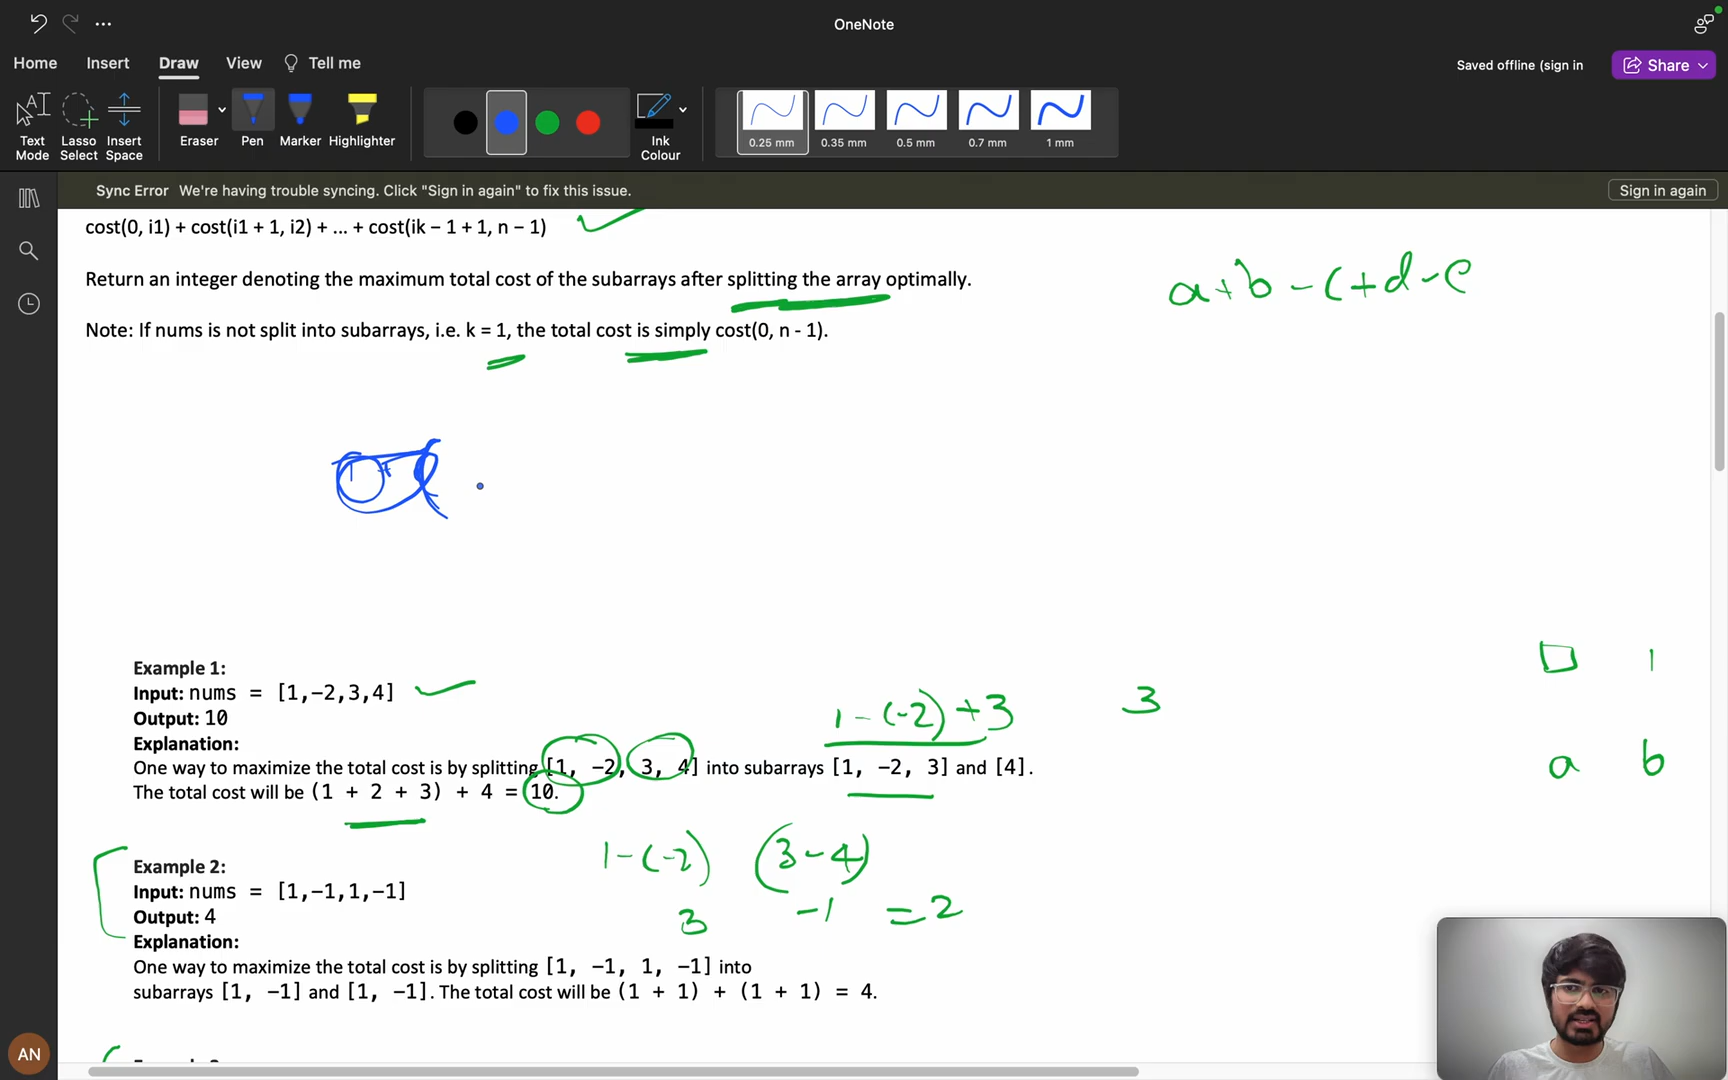 OneNote
Home Insert Draw View Tell me
Saved offline (sign in
Share
Text Mode
Lasso Select
Insert Space
Eraser
Pen
Marker
Highlighter
Ink Colour
0.25 mm
0.35 mm
0.5 mm
0.7 mm
1 mm
Sync Error We're having trouble syncing. Click "Sign in again" to fix this issue.
Sign in again
cost(0, i1) + cost(i1 + 1, i2) + ... + cost(ik − 1 + 1, n − 1)
a+b-c+d-e
Return an integer denoting the maximum total cost of the subarrays after splitting the array optimally.
Note: If nums is not split into subarrays, i.e. k = 1, the total cost is simply cost(0, n - 1).
Example 1:
Input: nums = [1,−2,3,4]
Output: 10
1-(-2)+3
3
1
Explanation:
One way to maximize the total cost is by splitting [1, −2, 3, 4] into subarrays [1, −2, 3] and [4].
The total cost will be (1 + 2 + 3) + 4 = 10.
a b
1-(-2) (3-4)
3 -1 =2
Example 2:
Input: nums = [1,−1,1,−1]
Output: 4
Explanation:
One way to maximize the total cost is by splitting [1, −1, 1, −1] into
subarrays [1, −1] and [1, −1]. The total cost will be (1 + 1) + (1 + 1) = 4.
AN